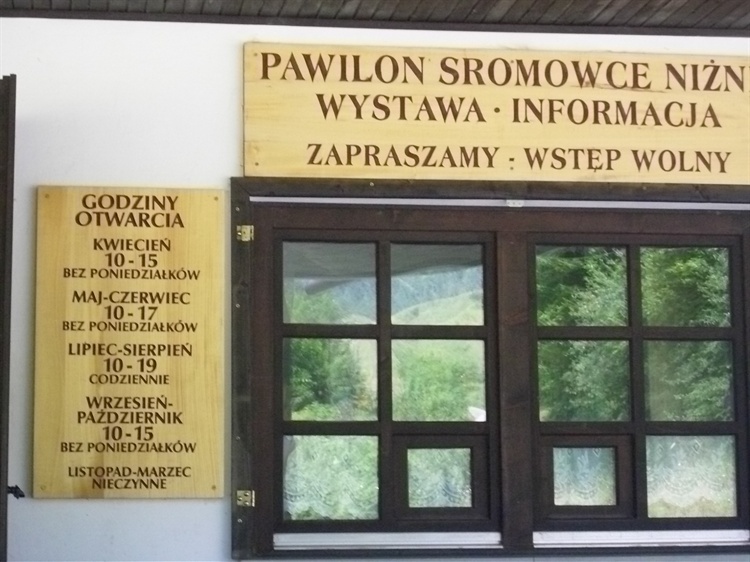 PAWILON SROMOWCE NIŻN
WYSTAWA · INFORMACJA
ZAPRASZAMY - WSTĘP WOLNY
GODZINY
OTWARCIA
KWIECIEŃ
10 - 15
BEZ PONIEDZIAŁKÓW
MAJ-CZERWIEC
10 - 17
BEZ PONIEDZIAŁKÓW
LIPIEC-SIERPIEŃ
10 - 19
CODZIENNIE
WRZESIEŃ-
PAŹDZIERNIK
10 - 15
BEZ PONIEDZIAŁKÓW
LISTOPAD-MARZEC
NIECZYNNE